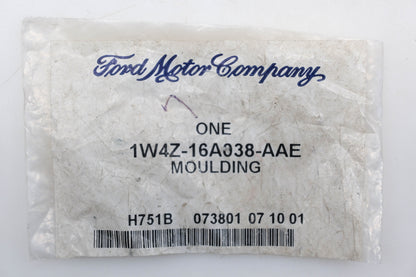 Ford Motor Company
ONE
1W4Z-16A038-AAE
MOULDING
H751B 073801 07 10 01